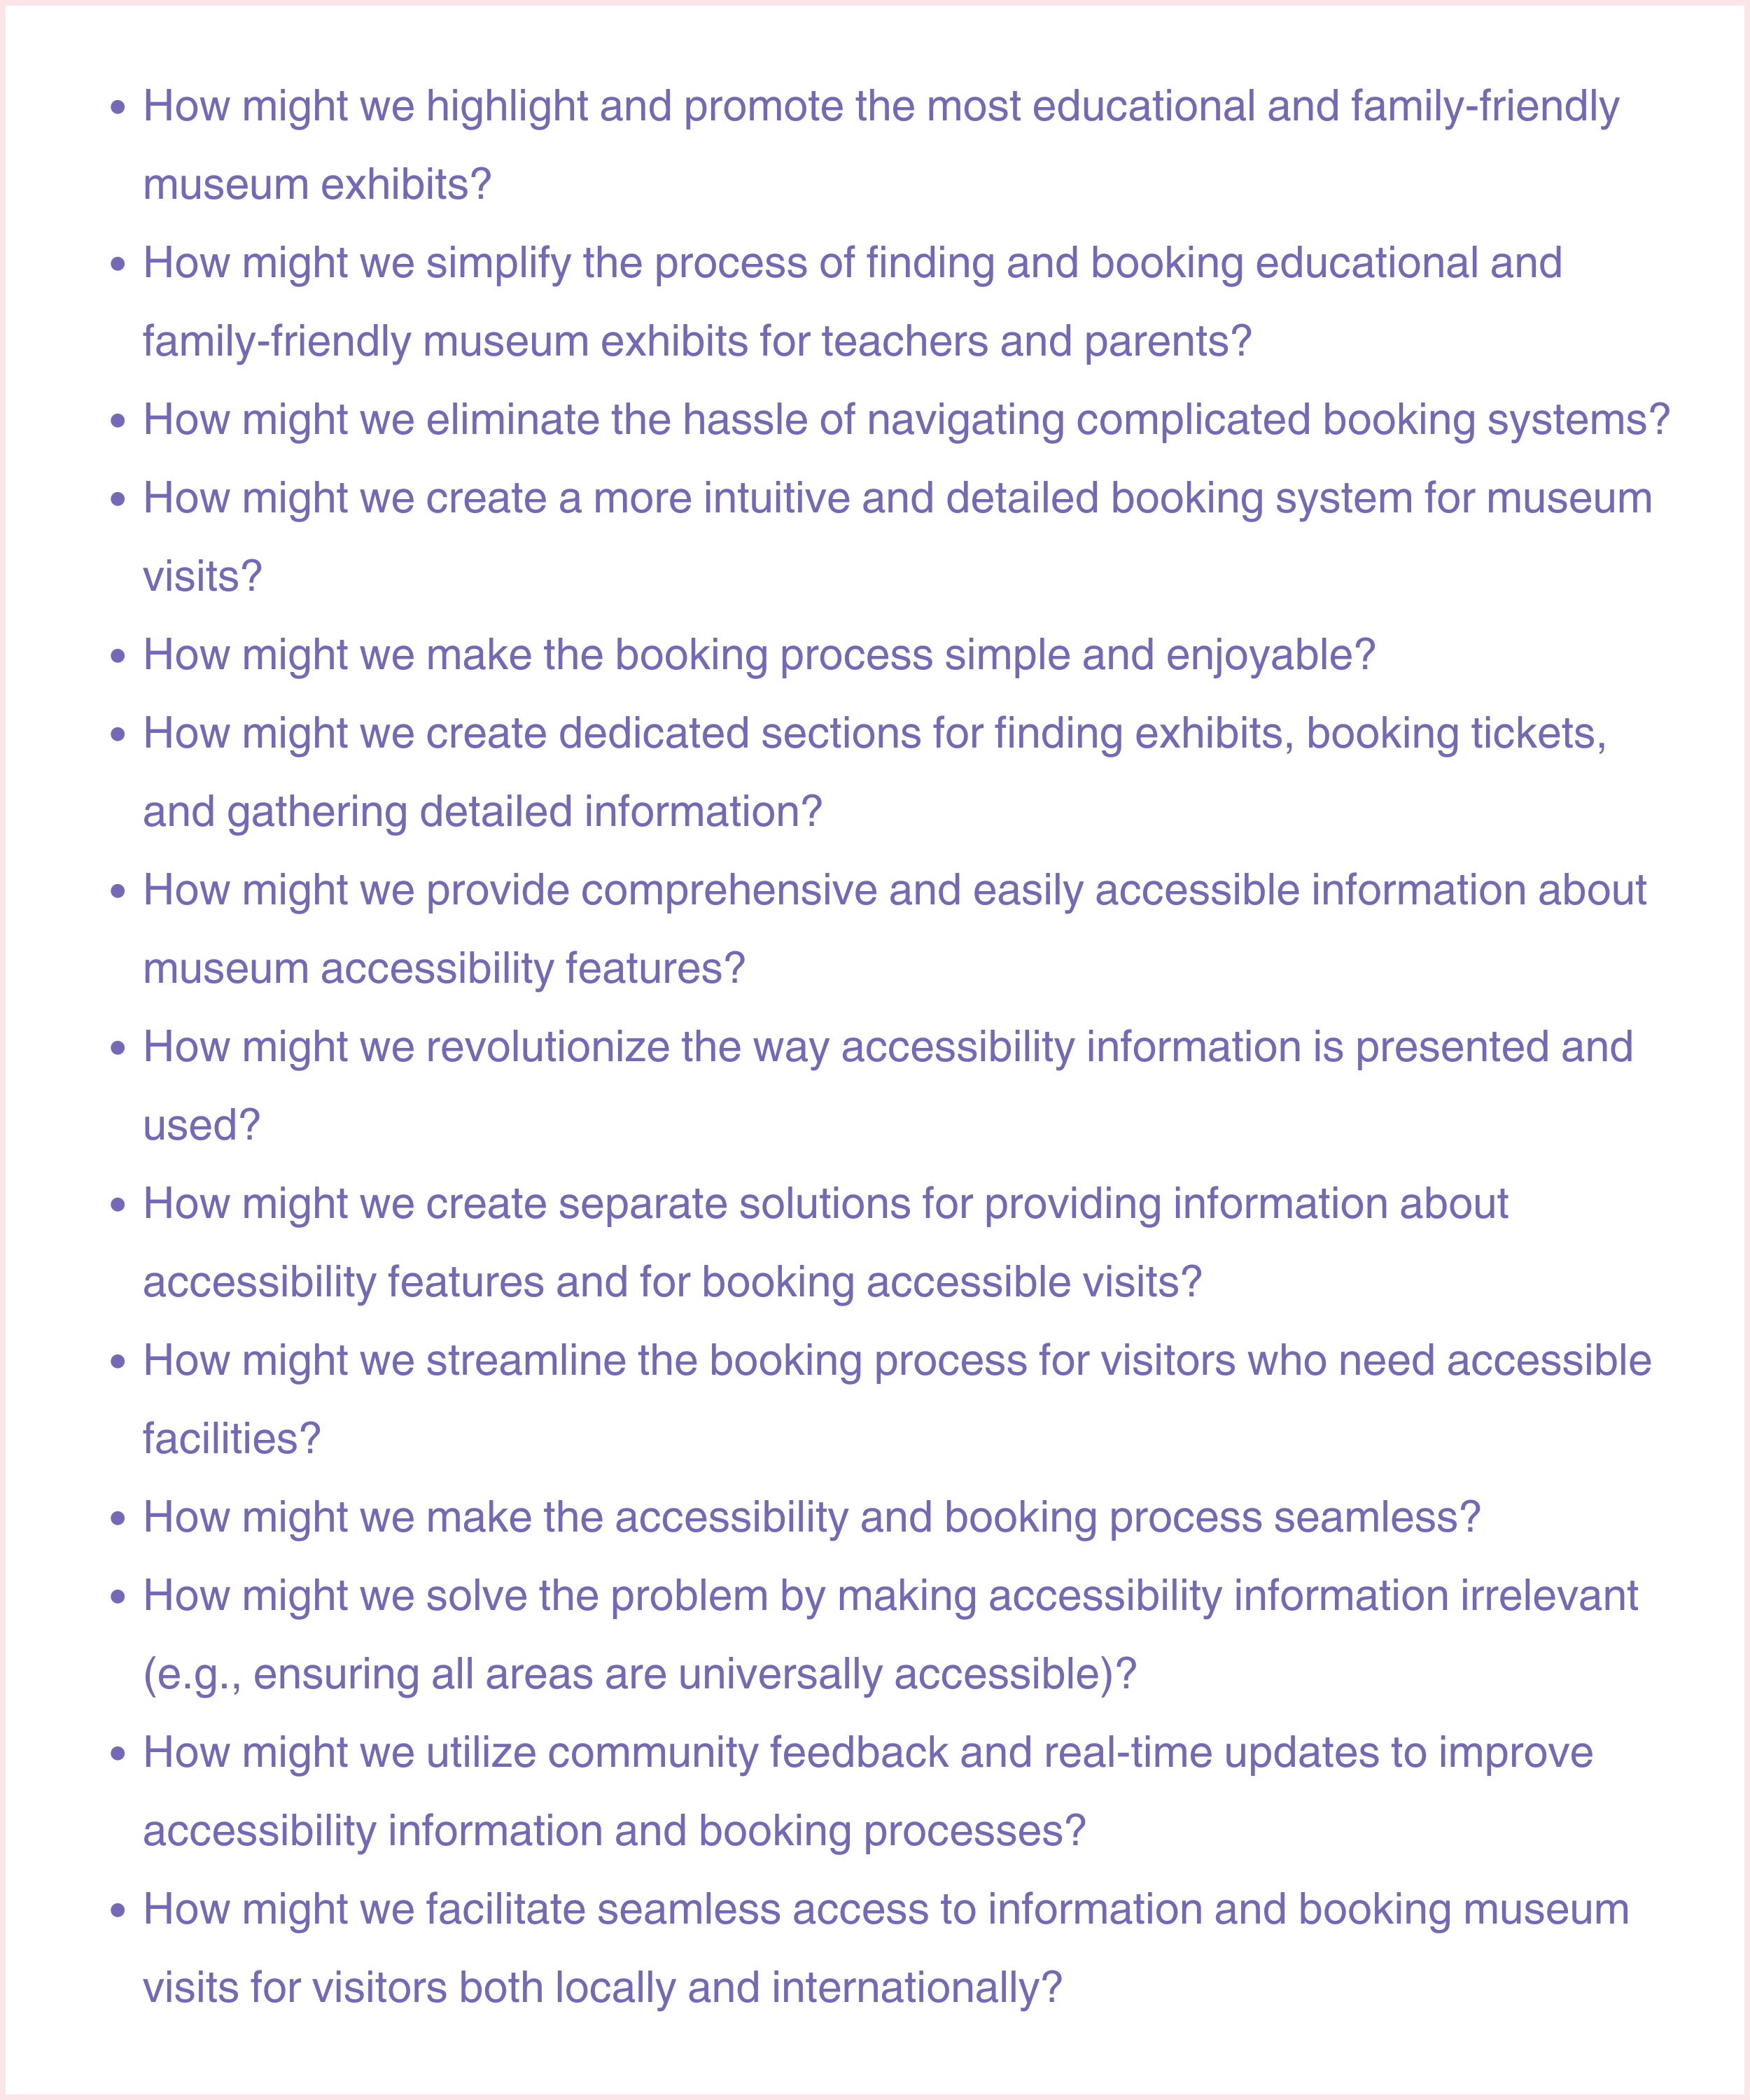 • How might we highlight and promote the most educational and family-friendly
museum exhibits?
• How might we simplify the process of finding and booking educational and
family-friendly museum exhibits for teachers and parents?
• How might we eliminate the hassle of navigating complicated booking systems?
• How might we create a more intuitive and detailed booking system for museum
visits?
• How might we make the booking process simple and enjoyable?
• How might we create dedicated sections for finding exhibits, booking tickets,
and gathering detailed information?
• How might we provide comprehensive and easily accessible information about
museum accessibility features?
• How might we revolutionize the way accessibility information is presented and
used?
• How might we create separate solutions for providing information about
accessibility features and for booking accessible visits?
• How might we streamline the booking process for visitors who need accessible
facilities?
• How might we make the accessibility and booking process seamless?
• How might we solve the problem by making accessibility information irrelevant
(e.g., ensuring all areas are universally accessible)?
• How might we utilize community feedback and real-time updates to improve
accessibility information and booking processes?
• How might we facilitate seamless access to information and booking museum
visits for visitors both locally and internationally?